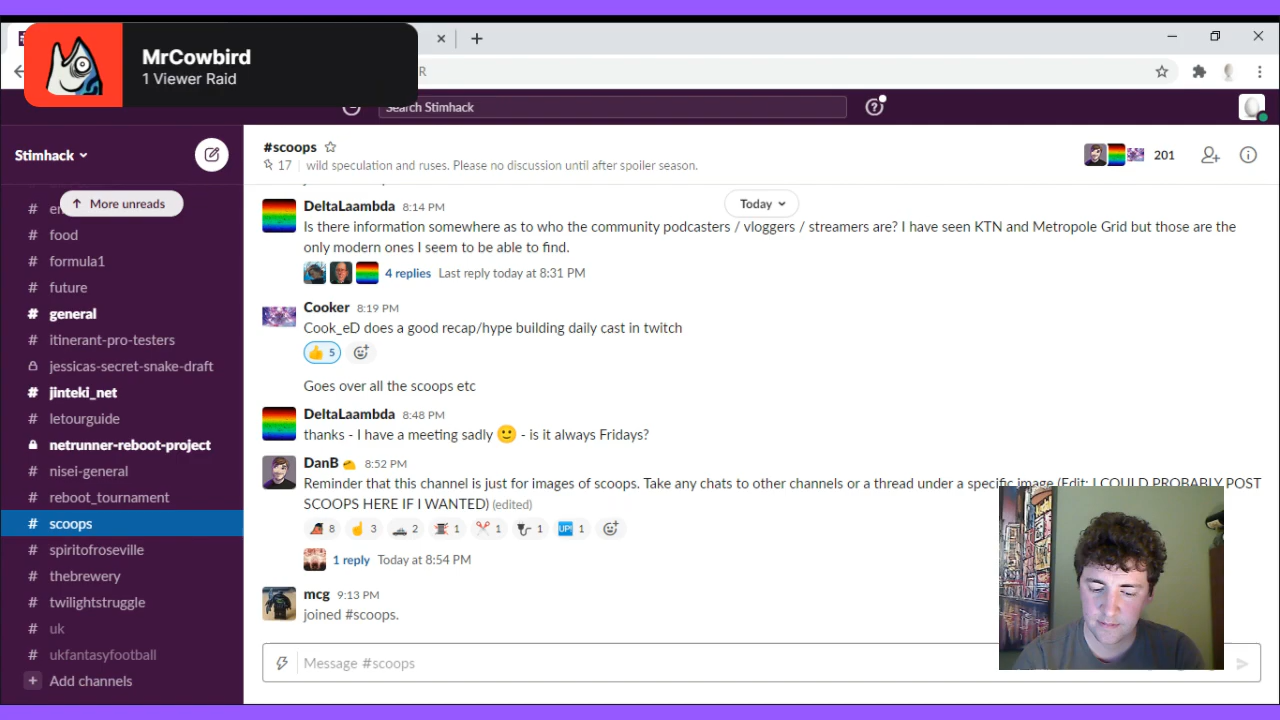 MrCowbird
1 Viewer Raid
R
Search Stimhack
Stimhack
More unreads
# food
# formula1
# future
# general
# itinerant-pro-testers
jessicas-secret-snake-draft
# jinteki_net
# letourguide
netrunner-reboot-project
# nisei-general
# reboot_tournament
# scoops
# spiritofroseville
# thebrewery
# twilightstruggle
# uk
# ukfantasyfootball
+ Add channels
#scoops
17 | wild speculation and ruses. Please no discussion until after spoiler season.
201
Today
DeltaLaambda 8:14 PM
Is there information somewhere as to who the community podcasters / vloggers / streamers are? I have seen KTN and Metropole Grid but those are the
only modern ones I seem to be able to find.
4 replies Last reply today at 8:31 PM
Cooker 8:19 PM
Cook_eD does a good recap/hype building daily cast in twitch
👍 5
Goes over all the scoops etc
DeltaLaambda 8:48 PM
thanks - I have a meeting sadly 🙂 - is it always Fridays?
DanB 8:52 PM
Reminder that this channel is just for images of scoops. Take any chats to other channels or a thread under a specific image (Edit: I COULD PROBABLY POST
SCOOPS HERE IF I WANTED) (edited)
8 3 2 1 1 1 UP! 1
1 reply Today at 8:54 PM
mcg 9:13 PM
joined #scoops.
Message #scoops